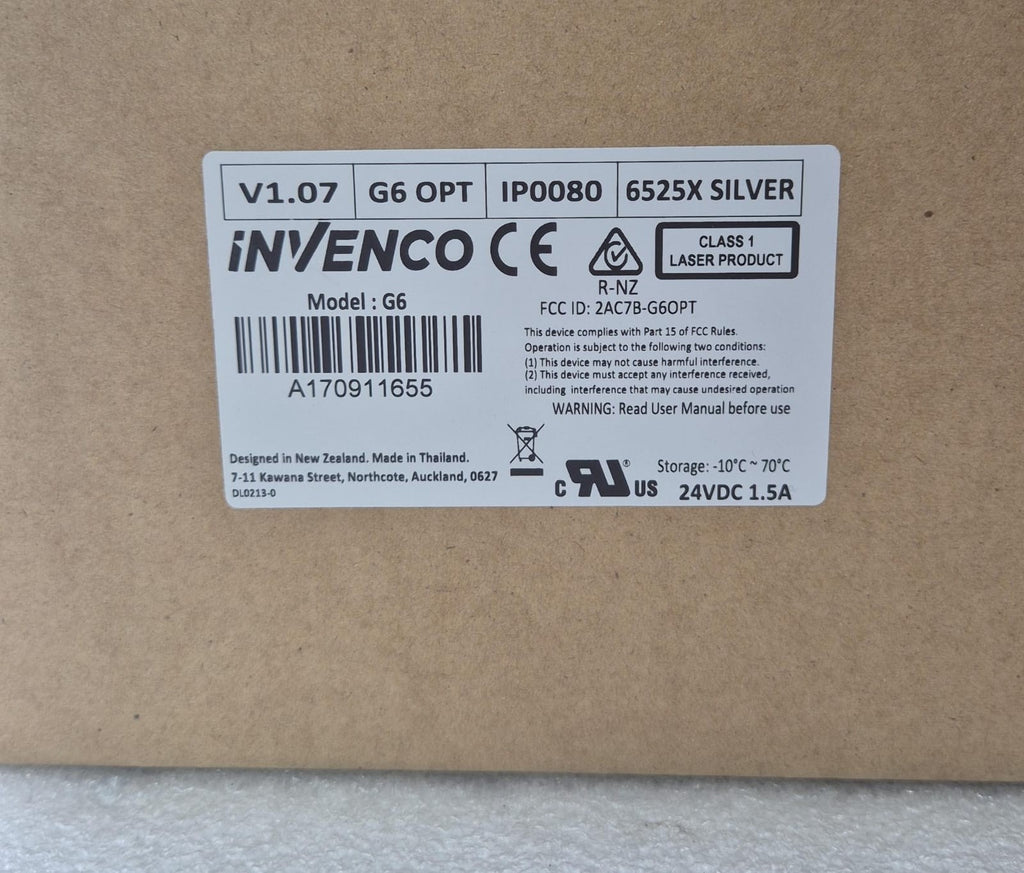 V1.07 G6 OPT IP0080 6525X SILVER
INVENCO CE
CLASS 1
LASER PRODUCT
R-NZ
Model : G6
FCC ID: 2AC7B-G6OPT
A170911655
This device complies with Part 15 of FCC Rules.
Operation is subject to the following two conditions:
(1) This device may not cause harmful interference.
(2) This device must accept any interference received,
including interference that may cause undesired operation
WARNING: Read User Manual before use
Designed in New Zealand. Made in Thailand.
7-11 Kawana Street, Northcote, Auckland, 0627
DL0213-0
c RU® US
Storage: -10°C ~ 70°C
24VDC 1.5A